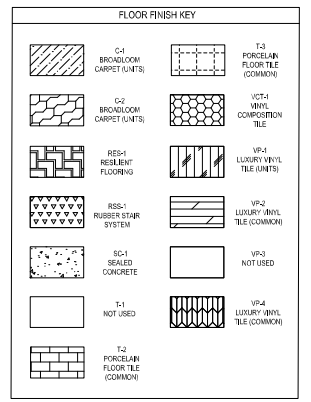 FLOOR FINISH KEY
C-1
BROADLOOM
CARPET (UNITS)
C-2
BROADLOOM
CARPET (UNITS)
RES-1
RESILIENT
FLOORING
RSS-1
RUBBER STAIR
SYSTEM
SC-1
SEALED
CONCRETE
T-1
NOT USED
T-2
PORCELAIN
FLOOR TILE
(COMMON)
T-3
PORCELAIN
FLOOR TILE
(COMMON)
VCT-1
VINYL
COMPOSITION
TILE
VP-1
LUXURY VINYL
TILE (UNITS)
VP-2
LUXURY VINYL
TILE (COMMON)
VP-3
NOT USED
VP-4
LUXURY VINYL
TILE (COMMON)